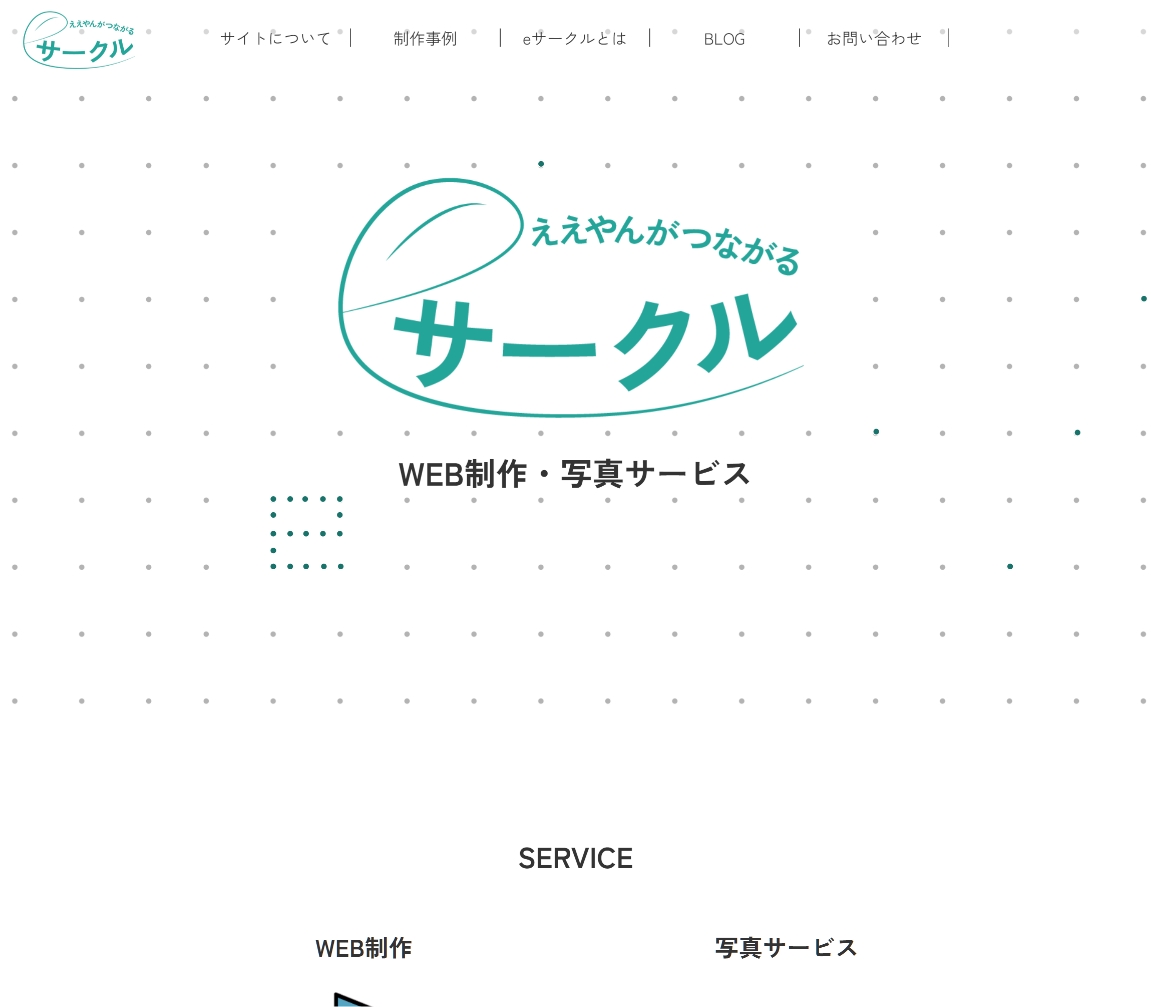 ええやんがつながる
サークル
サイトについて
制作事例
eサークルとは
BLOG
お問い合わせ
ええやんがつながる
サークル
WEB制作・写真サービス
SERVICE
WEB制作
写真サービス